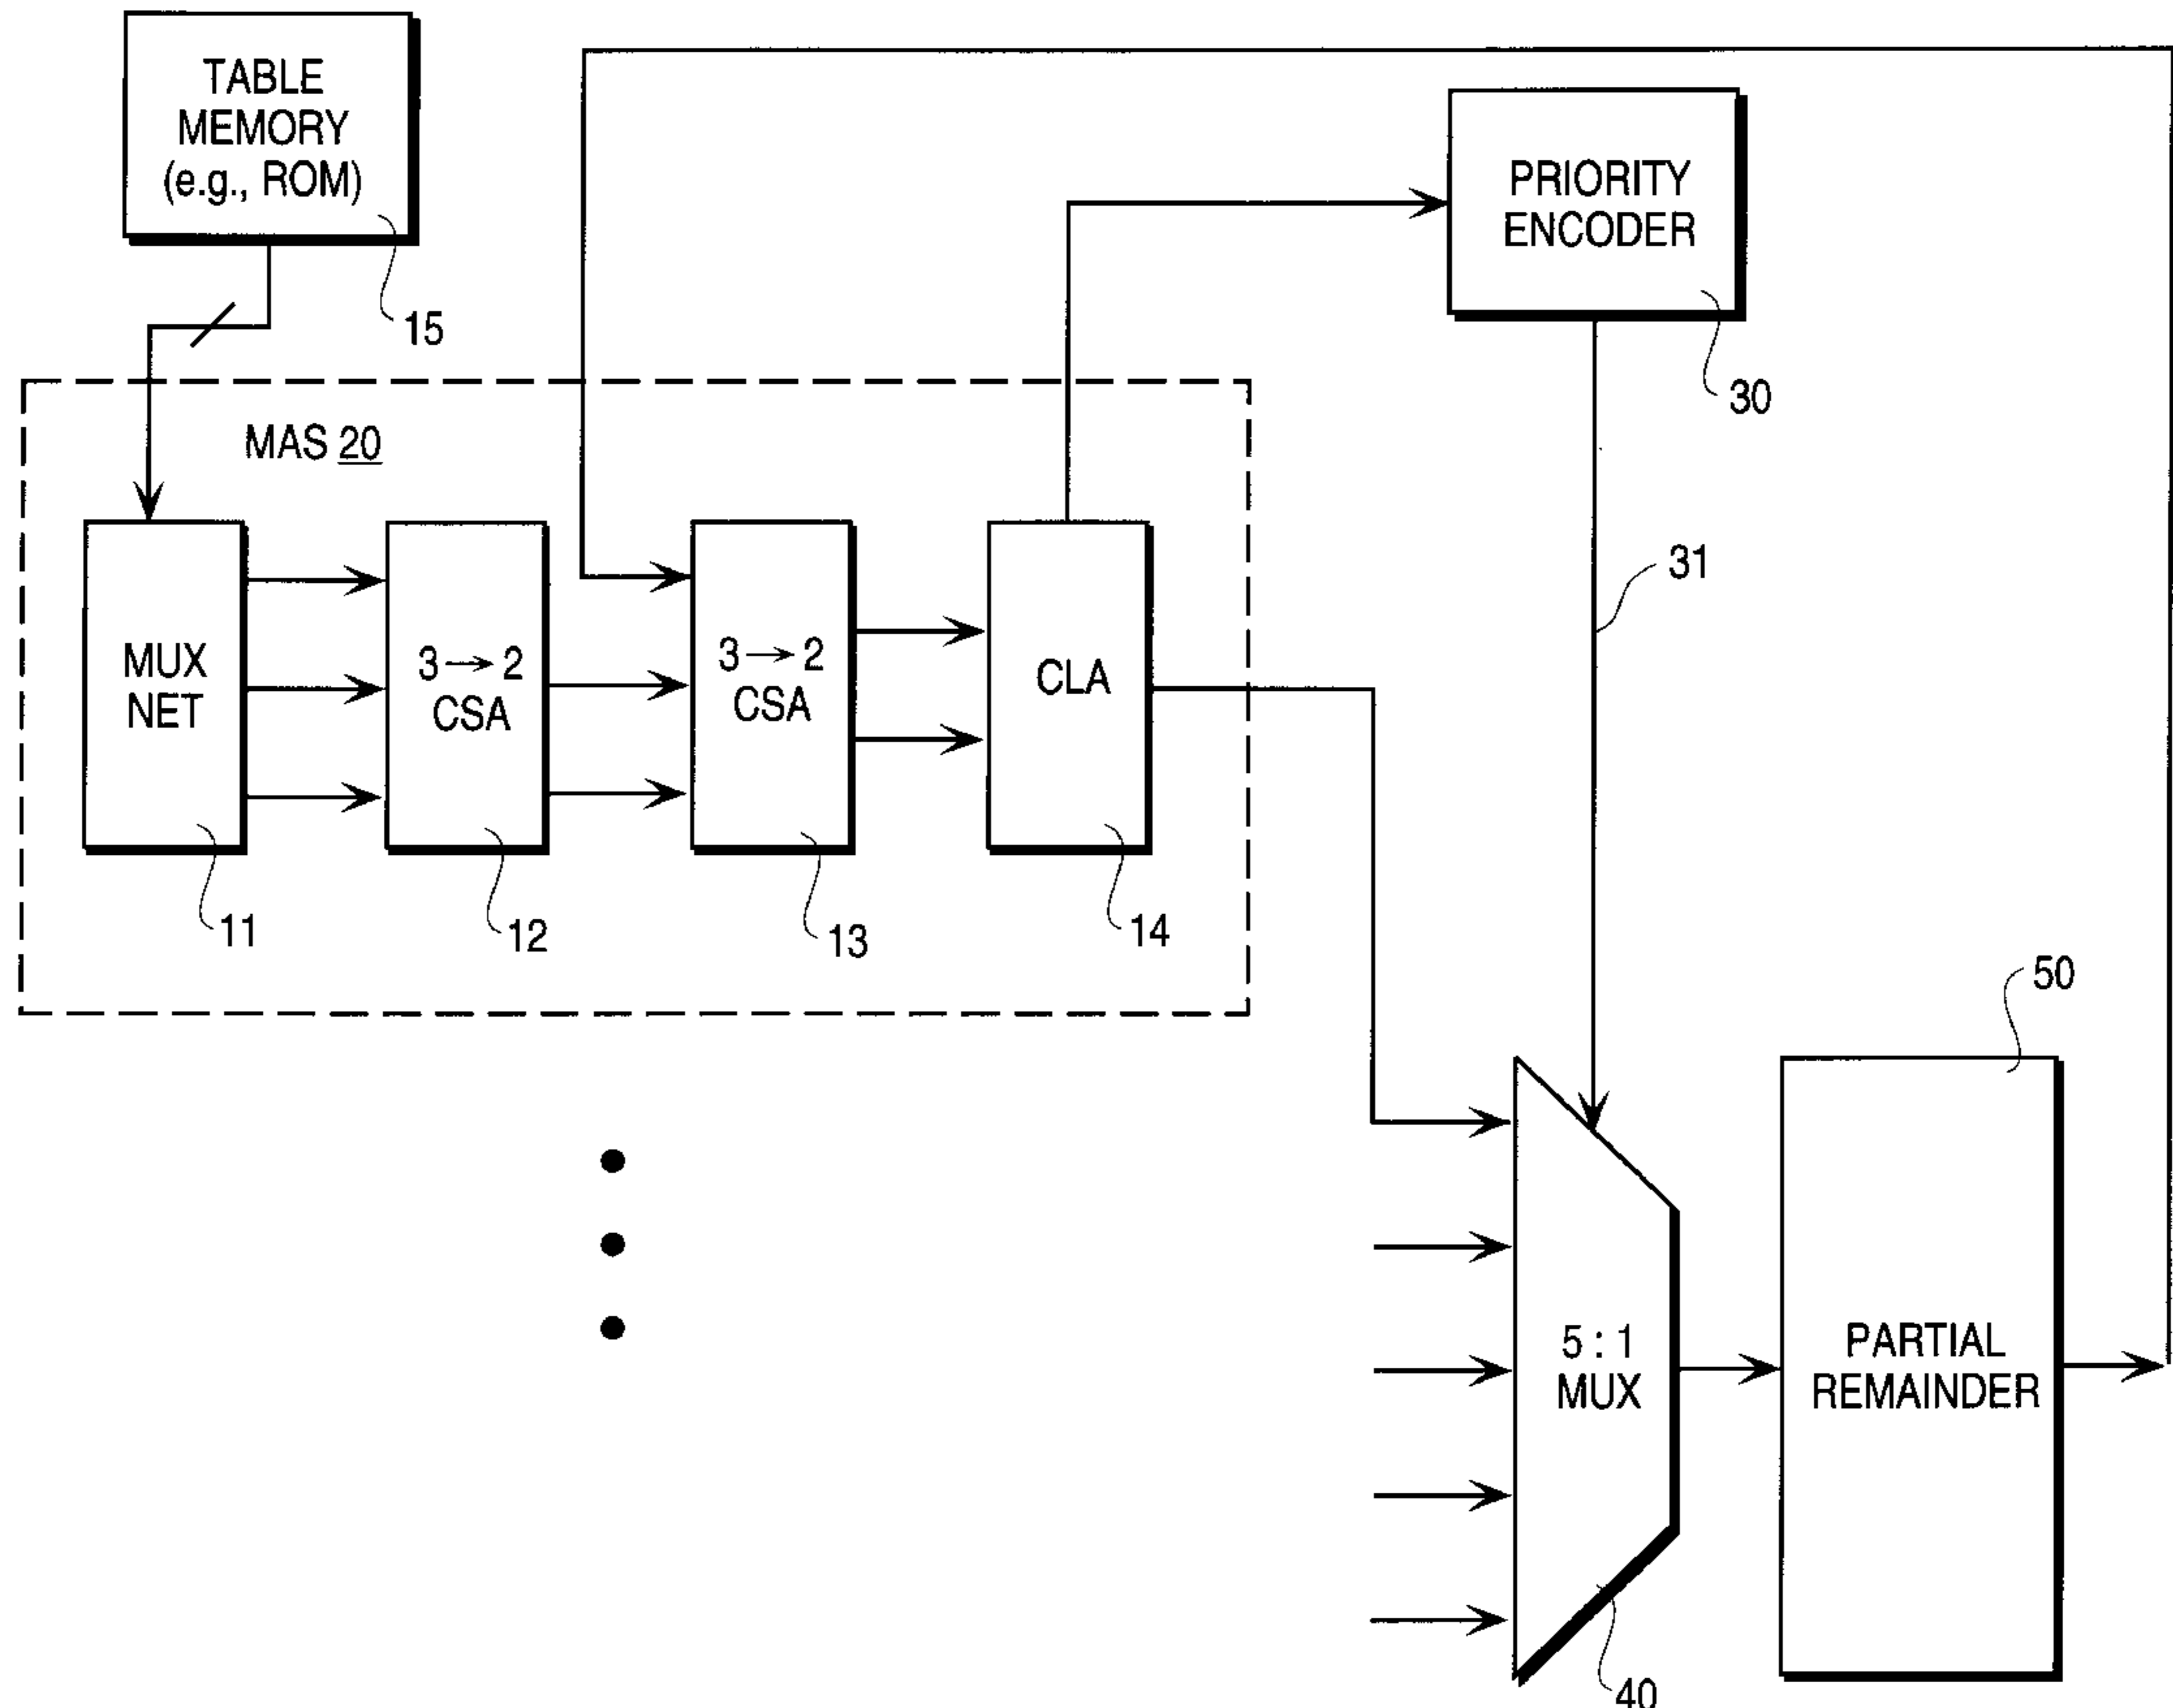 TABLE
MEMORY
(e.g., ROM)
15
PRIORITY
ENCODER
30
MAS 20
31
MUX
NET
3→2
CSA
3→2
CSA
CLA
11
12
13
14
50
5:1
MUX
PARTIAL
REMAINDER
40